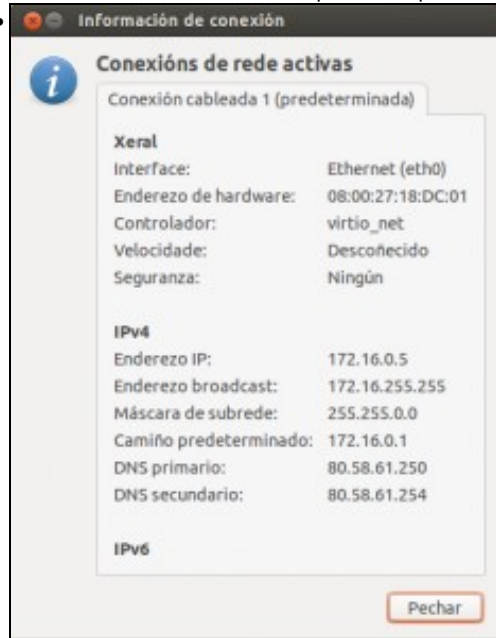 Información de conexión
Conexións de rede activas
Conexión cableada 1 (predeterminada)
Xeral
Interface: Ethernet (eth0)
Enderezo de hardware: 08:00:27:18:DC:01
Controlador: virtio_net
Velocidade: Descoñecido
Seguranza: Ningún
IPv4
Enderezo IP: 172.16.0.5
Enderezo broadcast: 172.16.255.255
Máscara de subrede: 255.255.0.0
Camiño predeterminado: 172.16.0.1
DNS primario: 80.58.61.250
DNS secundario: 80.58.61.254
IPv6
Pechar